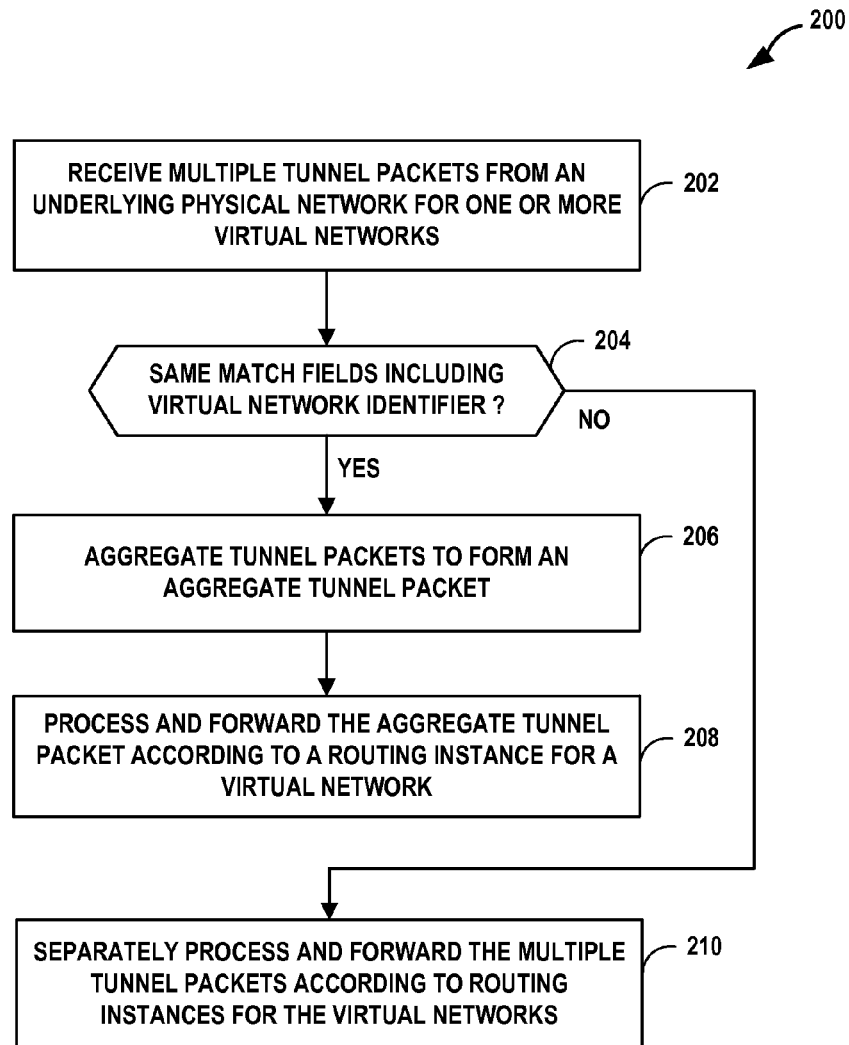 200
RECEIVE MULTIPLE TUNNEL PACKETS FROM AN
UNDERLYING PHYSICAL NETWORK FOR ONE OR MORE
VIRTUAL NETWORKS
202
204
SAME MATCH FIELDS INCLUDING
VIRTUAL NETWORK IDENTIFIER ?
NO
YES
206
AGGREGATE TUNNEL PACKETS TO FORM AN
AGGREGATE TUNNEL PACKET
PROCESS AND FORWARD THE AGGREGATE TUNNEL
PACKET ACCORDING TO A ROUTING INSTANCE FOR A
VIRTUAL NETWORK
208
SEPARATELY PROCESS AND FORWARD THE MULTIPLE
TUNNEL PACKETS ACCORDING TO ROUTING
INSTANCES FOR THE VIRTUAL NETWORKS
210